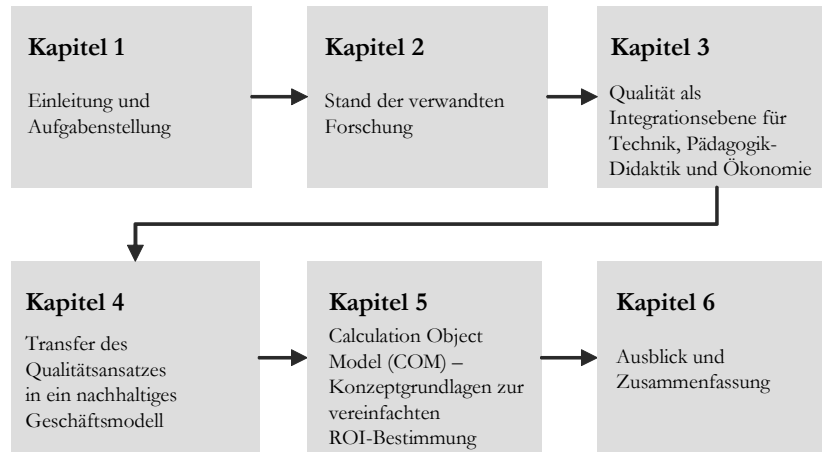 Kapitel 1
Einleitung und
Aufgabenstellung
Kapitel 2
Stand der verwandten
Forschung
Kapitel 3
Qualität als
Integrationsebene für
Technik, Pädagogik-
Didaktik und Ökonomie
Kapitel 4
Transfer des
Qualitätsansatzes
in ein nachhaltiges
Geschäftsmodell
Kapitel 5
Calculation Object
Model (COM) –
Konzeptgrundlagen zur
vereinfachten
ROI-Bestimmung
Kapitel 6
Ausblick und
Zusammenfassung